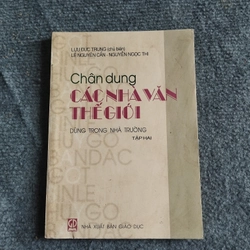 LƯU ĐỨC TRUNG (chủ biên)
LÊ NGUYÊN CẨN - NGUYỄN NGỌC THI
Chân dung
CÁC NHÀ VĂN
THẾ GIỚI
DÙNG TRONG NHÀ TRƯỜNG
TẬP HAI
NHÀ XUẤT BẢN GIÁO DỤC